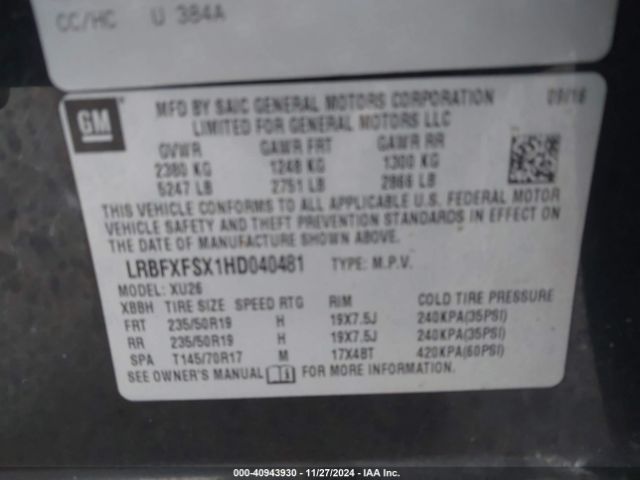 CC/HC U 384A
GM
MFD BY SAIC GENERAL MOTORS CORPORATION 09/16
LIMITED FOR GENERAL MOTORS LLC
GVWR GAWR FRT GAWR RR
2380 KG 1248 KG 1300 KG
5247 LB 2751 LB 2866 LB
THIS VEHICLE CONFORMS TO ALL APPLICABLE U.S. FEDERAL MOTOR
VEHICLE SAFETY AND THEFT PREVENTION STANDARDS IN EFFECT ON
THE DATE OF MANUFACTURE SHOWN ABOVE.
LRBFXFSX1HD040481 TYPE: M.P.V.
MODEL: XU26
XBBH TIRE SIZE SPEED RTG RIM COLD TIRE PRESSURE
FRT 235/50R19 H 19X7.5J 240KPA(35PSI)
RR 235/50R19 H 19X7.5J 240KPA(35PSI)
SPA T145/70R17 M 17X4BT 420KPA(60PSI)
SEE OWNER'S MANUAL FOR MORE INFORMATION.
000-40943930 - 11/27/2024 - IAA Inc.